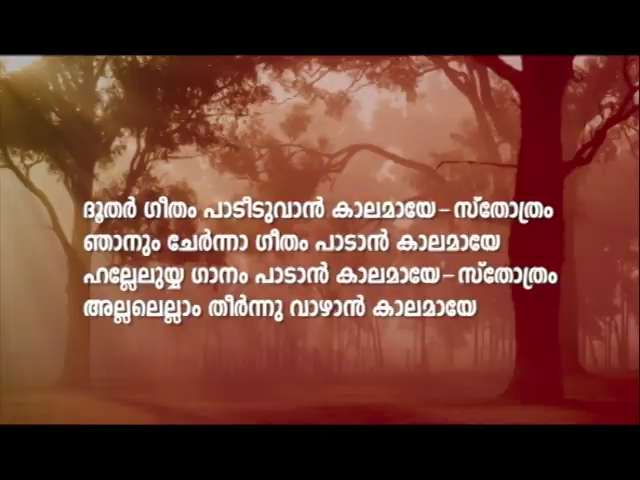 ദൂതർ ഗീതം പാടീടുവാൻ കാലമായേ-സ്തോത്രം
ഞാനും ചേർന്നാ ഗീതം പാടാൻ കാലമായേ
ഹല്ലേലുയ്യ ഗാനം പാടാൻ കാലമായേ-സ്തോത്രം
അല്ലലെല്ലാം തീർന്നു വാഴാൻ കാലമായേ